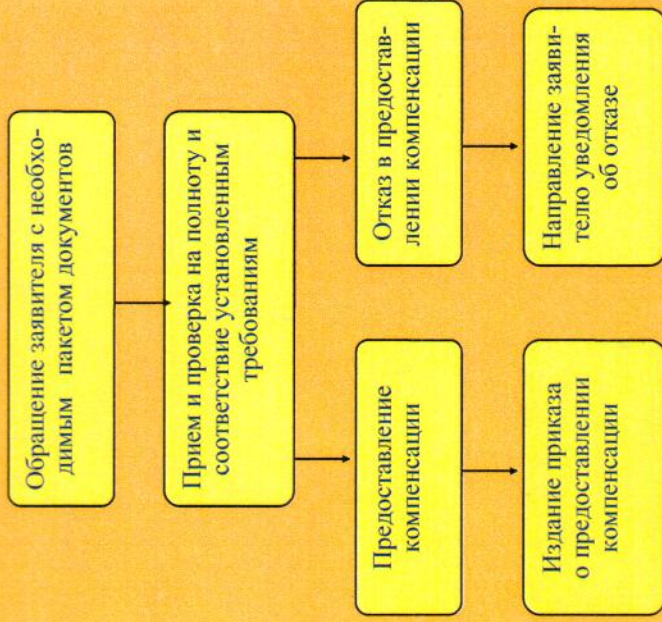 Обращение заявителя с необхо-
димым пакетом документов
Прием и проверка на полноту и
соответствие установленным
требованиям
Предоставление
компенсации
Отказ в предостав-
лении компенсации
Издание приказа
о предоставлении
компенсации
Направление заяви-
телю уведомления
об отказе